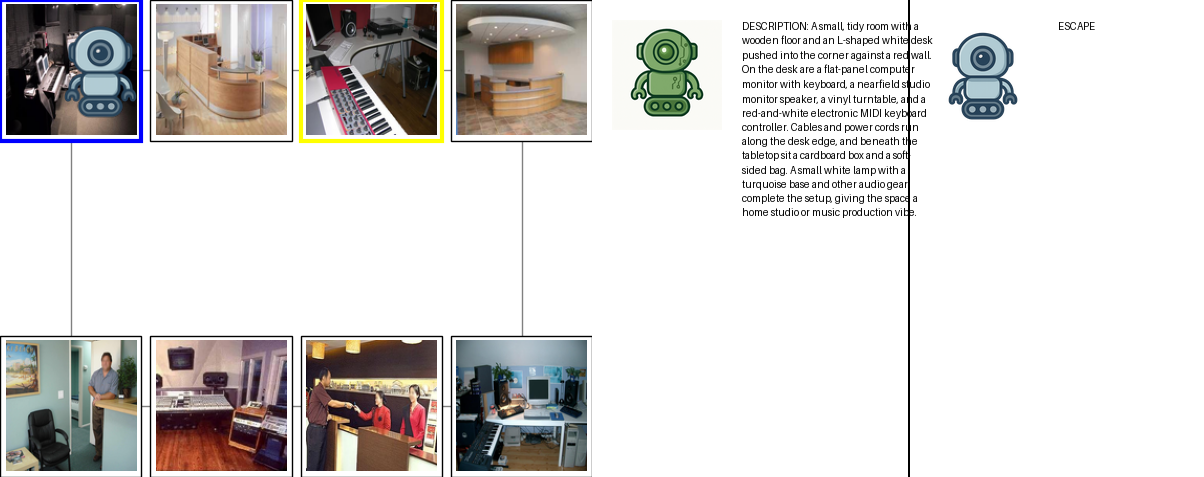 DESCRIPTION: A small, tidy room with a
wooden floor and an L-shaped white desk
pushed into the corner against a red wall.
On the desk are a flat-panel computer
monitor with keyboard, a nearfield studio
monitor speaker, a vinyl turntable, and a
red-and-white electronic MIDI keyboard
controller. Cables and power cords run
along the desk edge, and beneath the
tabletop sit a cardboard box and a soft-
sided bag. A small white lamp with a
turquoise base and other audio gear
complete the setup, giving the space a
home studio or music production vibe.
ESCAPE